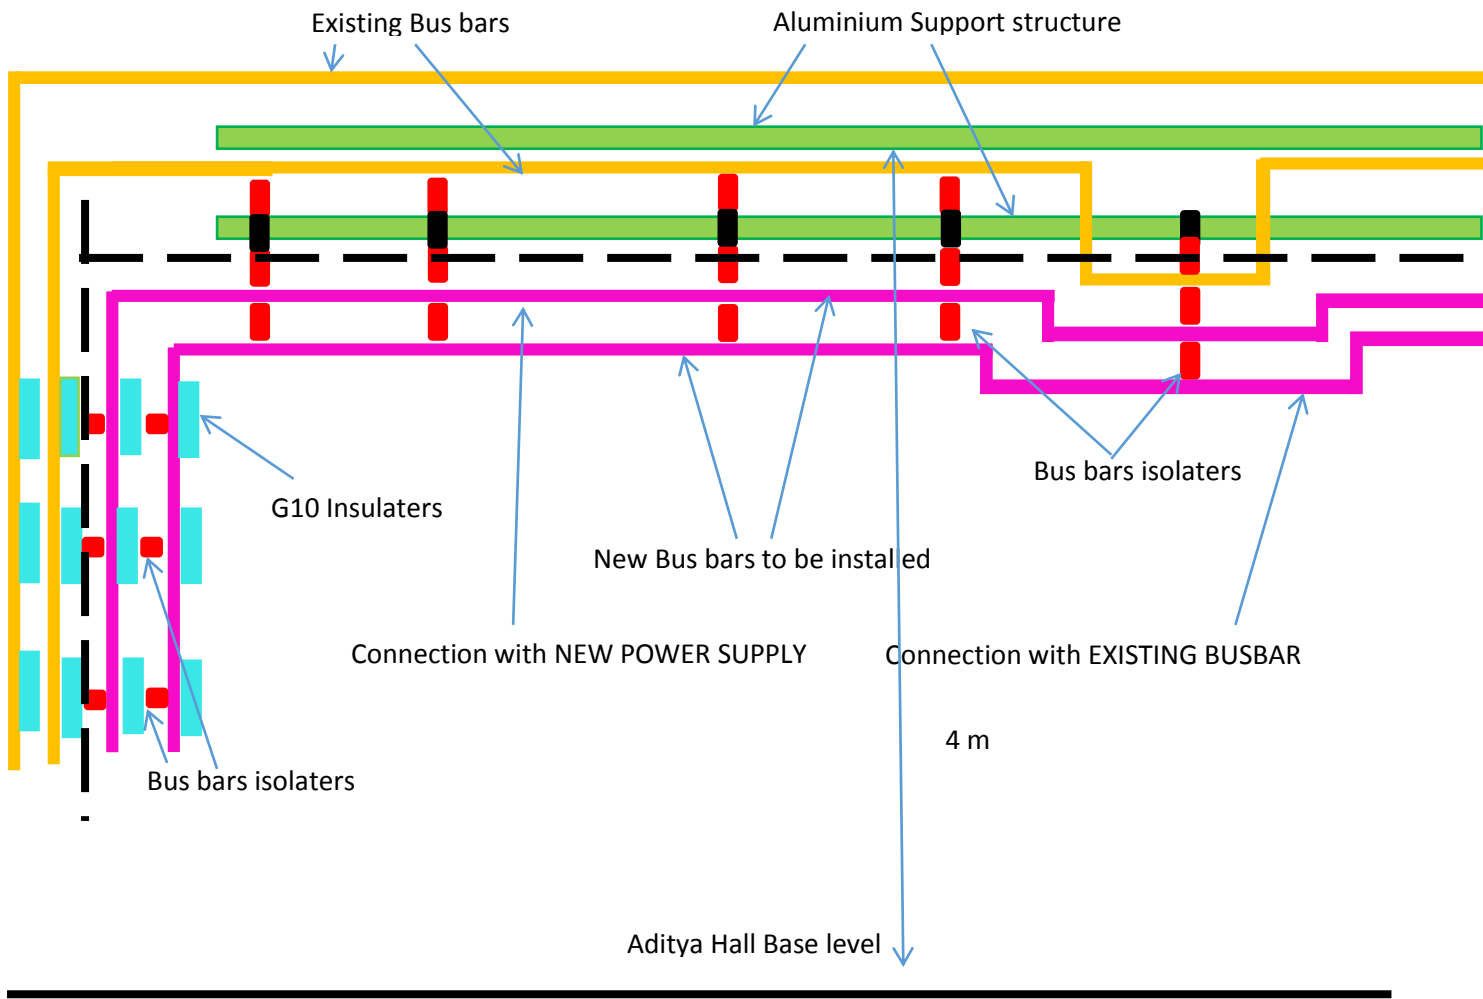 Existing Bus bars
Aluminium Support structure
Bus bars isolaters
G10 Insulaters
New Bus bars to be installed
Connection with NEW POWER SUPPLY
Connection with EXISTING BUSBAR
4 m
Bus bars isolaters
Aditya Hall Base level